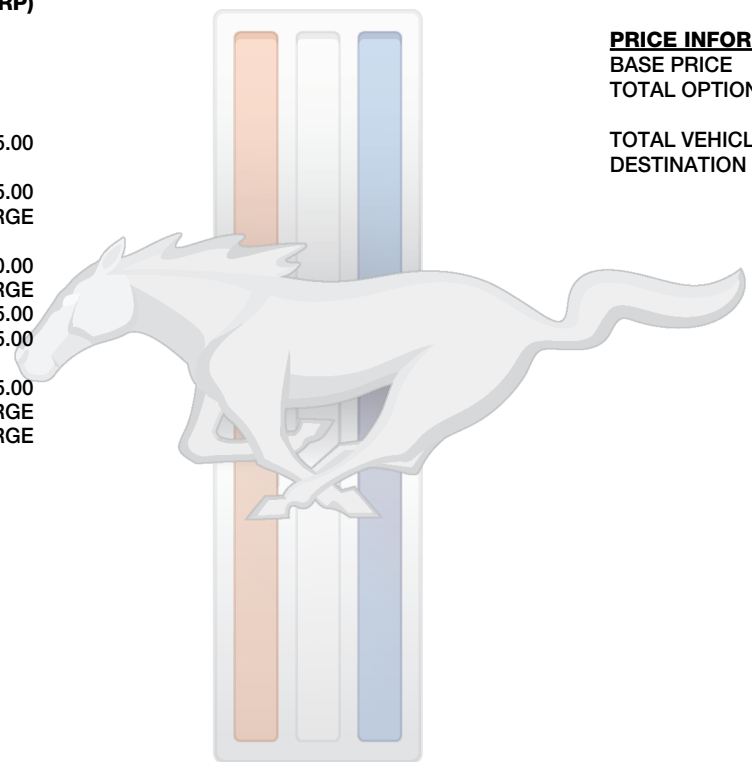 RP)
5.00
5.00
RGE
0.00
RGE
5.00
5.00
5.00
RGE
RGE
PRICE INFOR
BASE PRICE
TOTAL OPTION
TOTAL VEHICL
DESTINATION